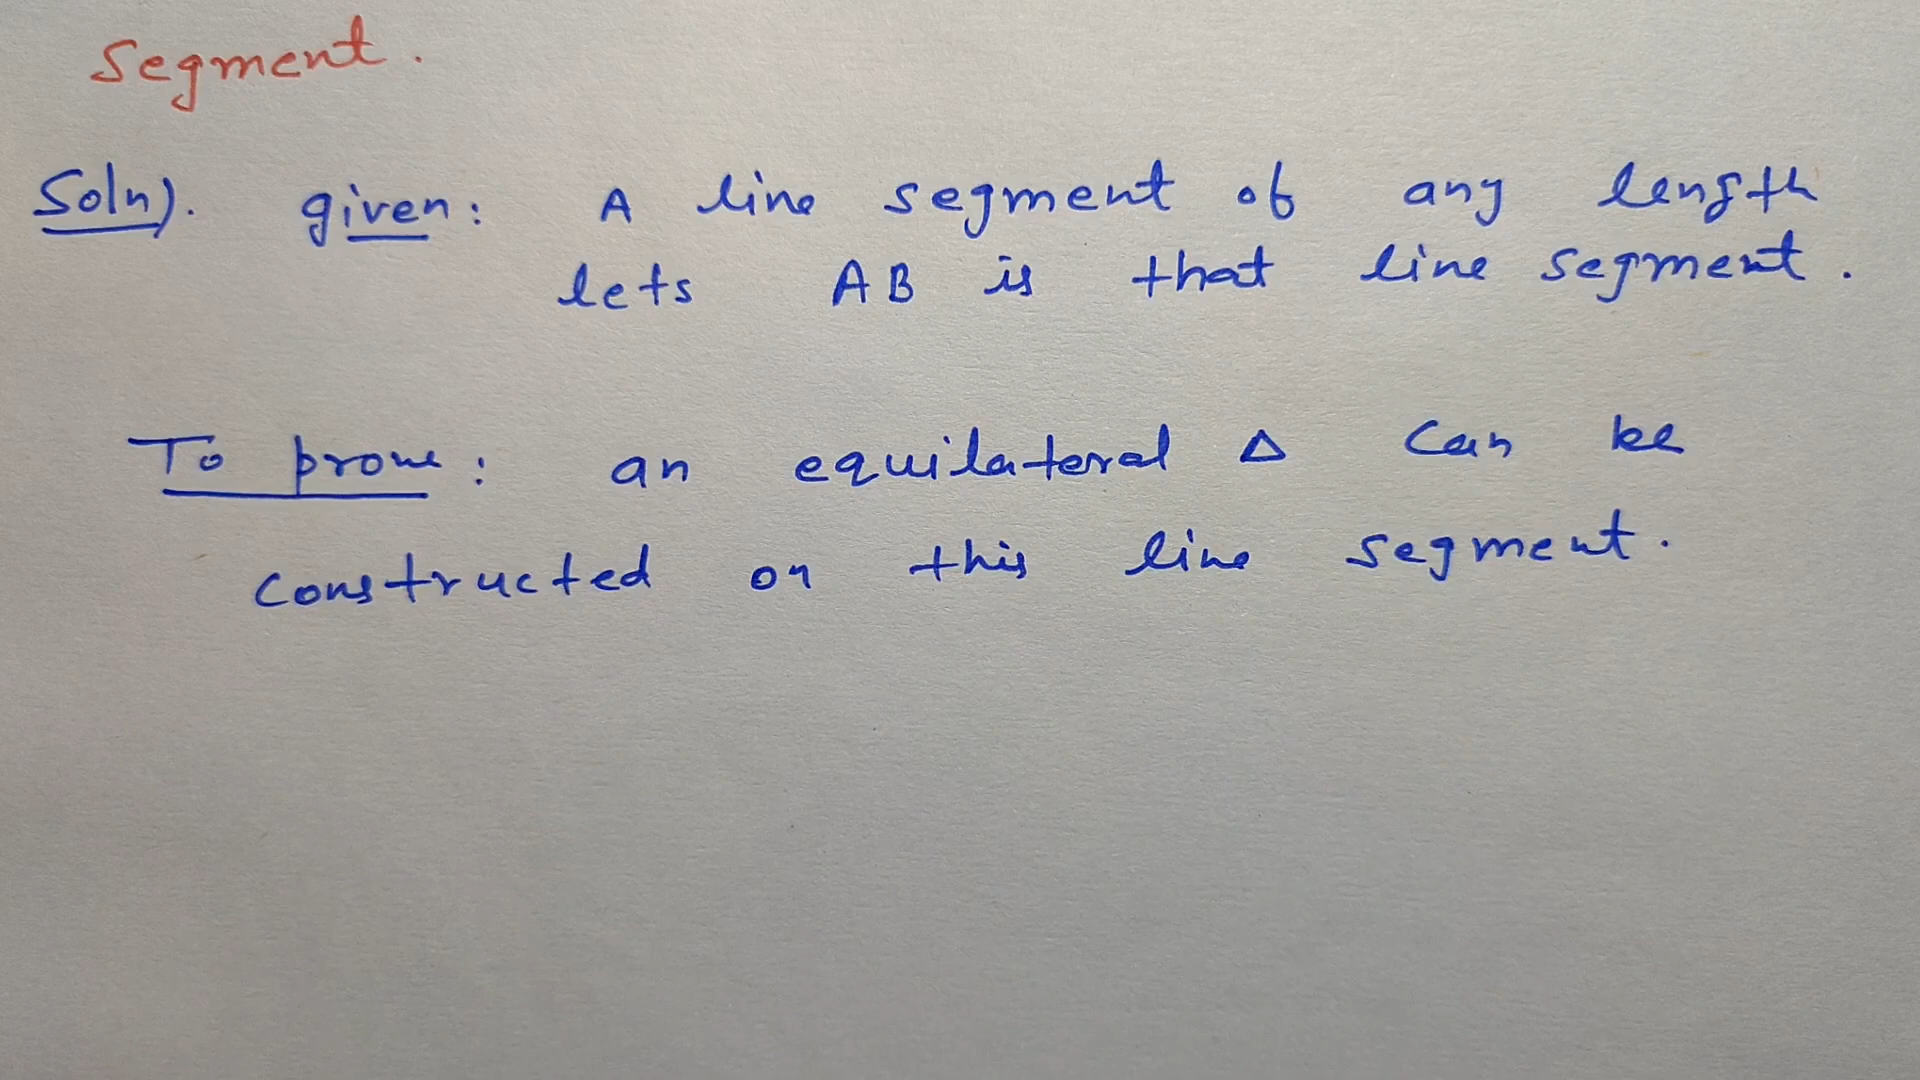 Segment.
Soln). given: A line segment of any length
lets AB is that line segment.
To prove: an equilateral Δ can be
constructed on this line segment.